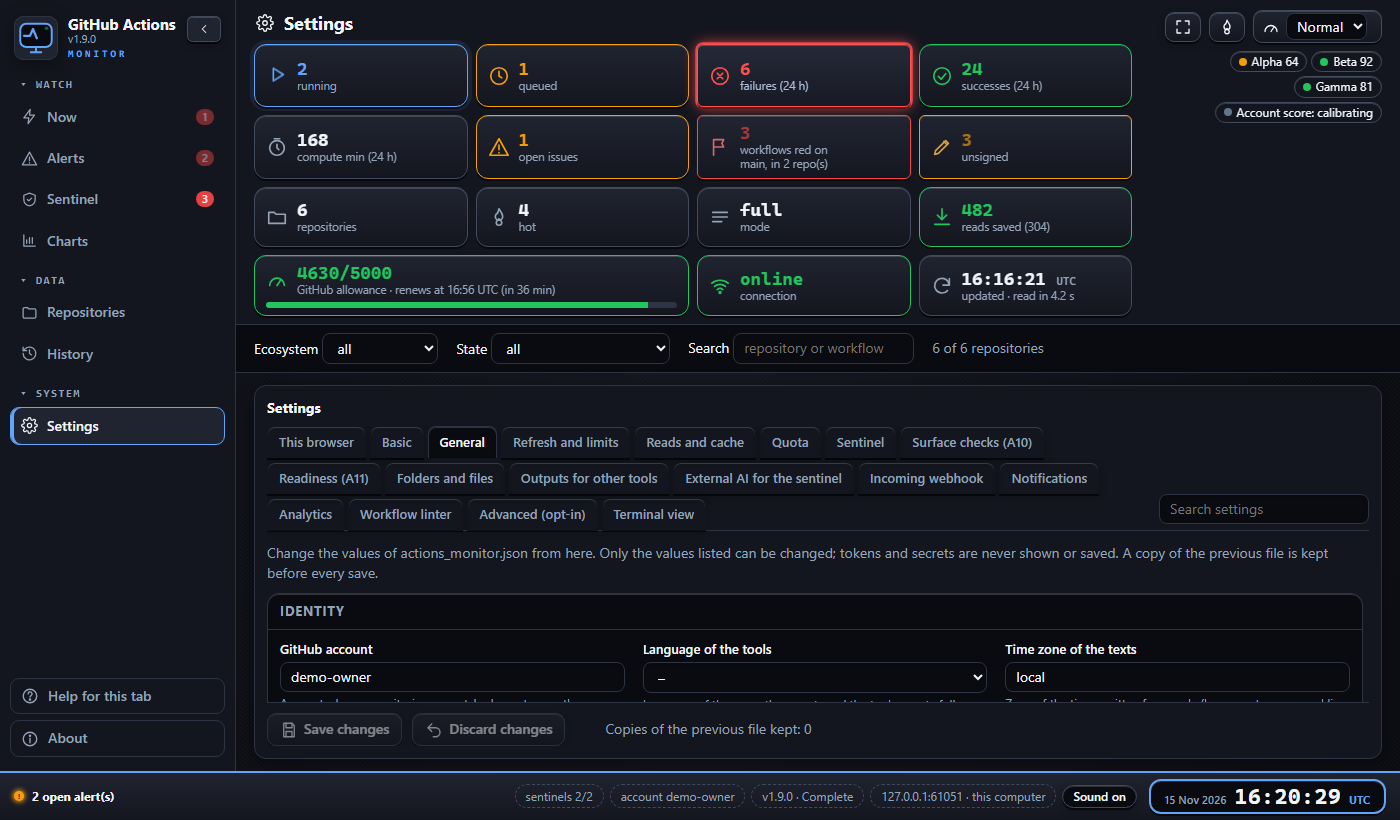 GitHub Actions
v1.9.0
MONITOR
WATCH
Now 1
Alerts 2
Sentinel 3
Charts
DATA
Repositories
History
SYSTEM
Settings
Help for this tab
About
Settings
Normal
Alpha 64
Beta 92
Gamma 81
Account score: calibrating
2
running
1
queued
6
failures (24 h)
24
successes (24 h)
168
compute min (24 h)
1
open issues
3
workflows red on
main, in 2 repo(s)
3
unsigned
6
repositories
4
hot
full
mode
482
reads saved (304)
4630/5000
GitHub allowance · renews at 16:56 UTC (in 36 min)
online
connection
16:16:21 UTC
updated · read in 4.2 s
Ecosystem all State all Search repository or workflow 6 of 6 repositories
Settings
This browser Basic General Refresh and limits Reads and cache Quota Sentinel Surface checks (A10)
Readiness (A11) Folders and files Outputs for other tools External AI for the sentinel Incoming webhook Notifications
Analytics Workflow linter Advanced (opt-in) Terminal view Search settings
Change the values of actions_monitor.json from here. Only the values listed can be changed; tokens and secrets are never shown or saved. A copy of the previous file is kept
before every save.
IDENTITY
GitHub account Language of the tools Time zone of the texts
demo-owner – local
Save changes Discard changes Copies of the previous file kept: 0
2 open alert(s) sentinels 2/2 account demo-owner v1.9.0 · Complete 127.0.0.1:61051 · this computer Sound on 15 Nov 2026 16:20:29 UTC